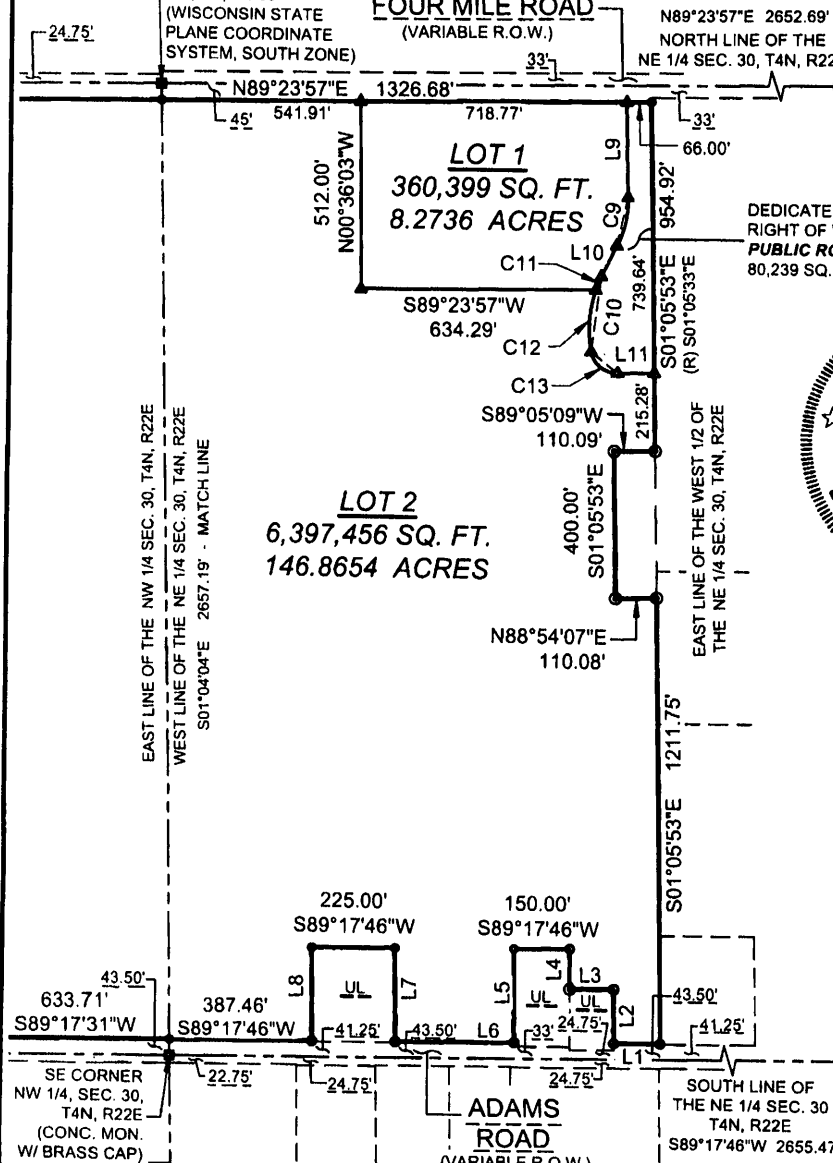 (WISCONSIN STATE
PLANE COORDINATE
SYSTEM, SOUTH ZONE)
FOUR MILE ROAD
(VARIABLE R.O.W.)
N89°23'57"E 2652.69'
NORTH LINE OF THE
NE 1/4 SEC. 30, T4N, R22
24.75'
33'
N89°23'57"E 1326.68'
541.91'
718.77'
45'
33'
66.00'
512.00'
N00°36'03"W
LOT 1
360,399 SQ. FT.
8.2736 ACRES
L9
C9
L10
C11
C10
C12
C13
L11
954.92'
739.64'
S01°05'53"E
(R) S01°05'33"E
DEDICATE
RIGHT OF
PUBLIC RO
80,239 SQ.
S89°23'57"W
634.29'
215.28'
S89°05'09"W
110.09'
400.00'
S01°05'53"E
N88°54'07"E
110.08'
EAST LINE OF THE WEST 1/2 OF
THE NE 1/4 SEC. 30, T4N, R22E
LOT 2
6,397,456 SQ. FT.
146.8654 ACRES
EAST LINE OF THE NW 1/4 SEC. 30, T4N, R22E
WEST LINE OF THE NE 1/4 SEC. 30, T4N, R22E
S01°04'04"E 2657.19' - MATCH LINE
S01°05'53"E 1211.75'
225.00'
S89°17'46"W
150.00'
S89°17'46"W
L8
UL
L7
L5
UL
L4
L3
UL
L2
43.50'
633.71'
S89°17'31"W
387.46'
S89°17'46"W
41.25'
43.50'
L6
33'
24.75'
L1
43.50'
41.25'
22.75'
24.75'
24.75'
SE CORNER
NW 1/4, SEC. 30,
T4N, R22E
(CONC. MON.
W/ BRASS CAP)
ADAMS
ROAD
(VARIABLE R.O.W.)
SOUTH LINE OF
THE NE 1/4 SEC. 30
T4N, R22E
S89°17'46"W 2655.47